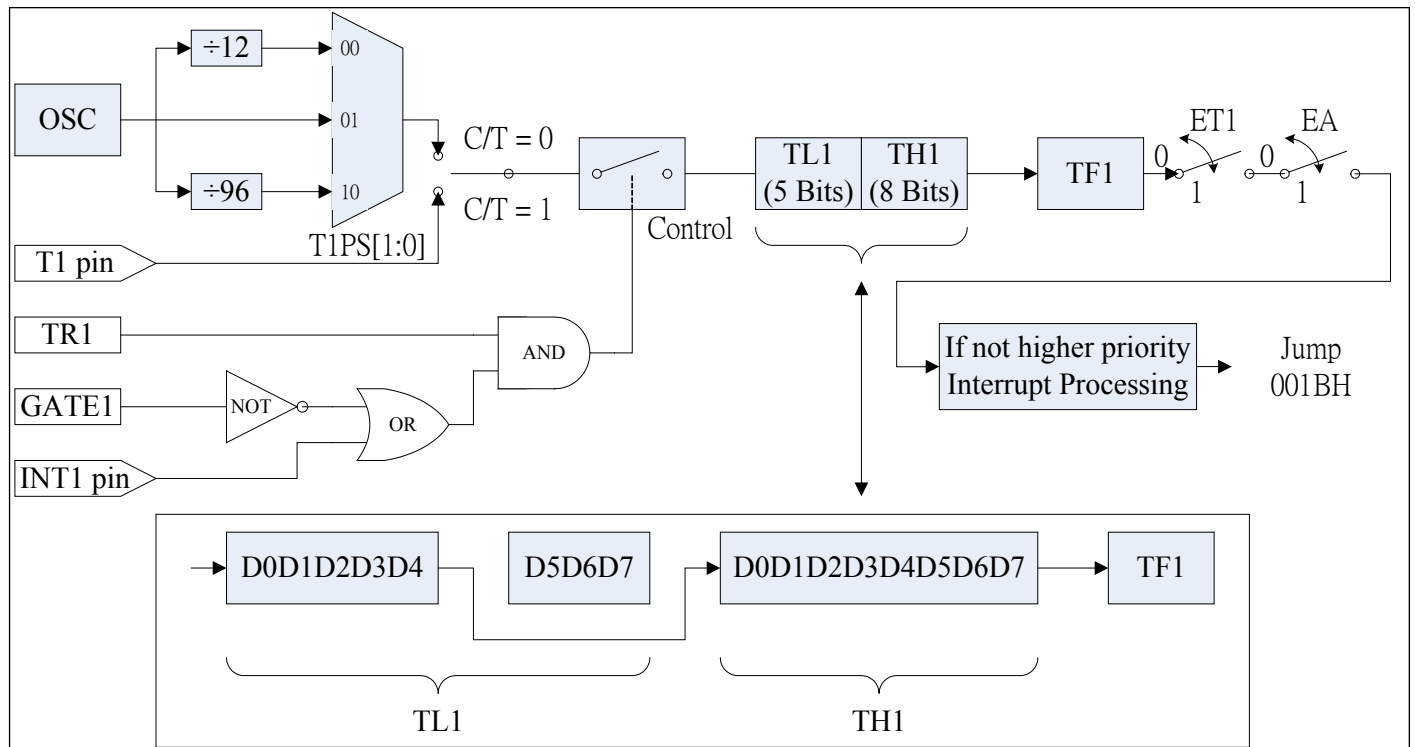 ÷12
00
OSC
01
÷96
10
T1PS[1:0]
C/T = 0
C/T = 1
Control
TL1
(5 Bits)
TH1
(8 Bits)
TF1
ET1
0
1
EA
0
1
T1 pin
TR1
GATE1
NOT
INT1 pin
OR
AND
If not higher priority
Interrupt Processing
Jump
001BH
D0D1D2D3D4
D5D6D7
D0D1D2D3D4D5D6D7
TF1
TL1
TH1